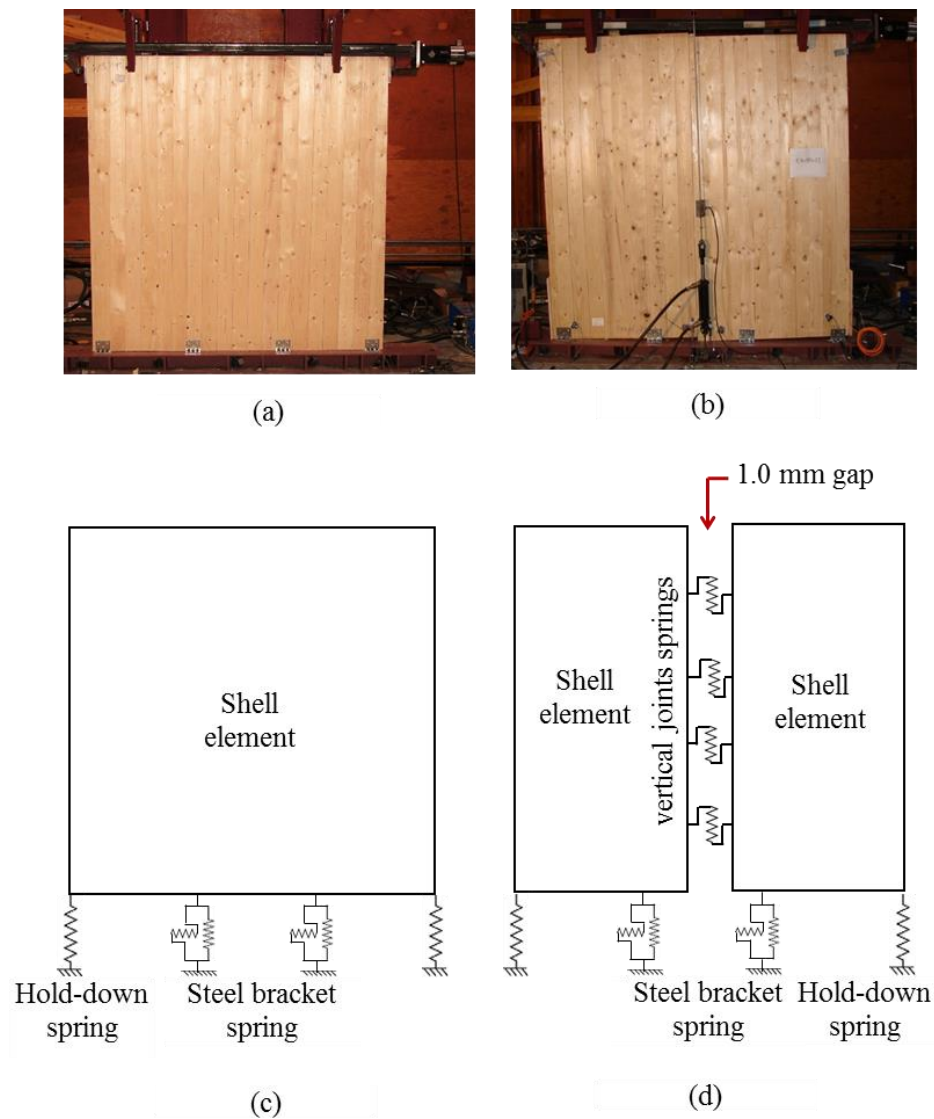 (a)
(b)
1.0 mm gap
Shell
element
Shell
element
vertical joints springs
Shell
element
Hold-down
spring
Steel bracket
spring
Steel bracket
spring
Hold-down
spring
(c)
(d)